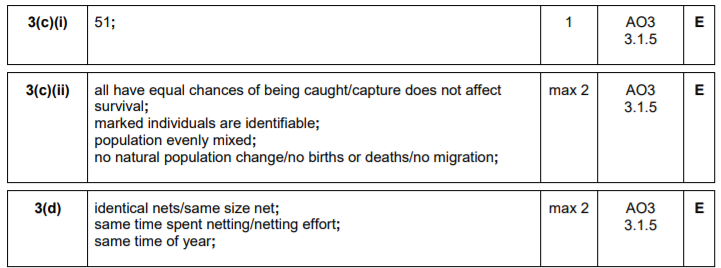 3(c)(i) 51; 1 AO3 E
3.1.5
3(c)(ii) all have equal chances of being caught/capture does not affect max 2 AO3 E
survival; 3.1.5
marked individuals are identifiable;
population evenly mixed;
no natural population change/no births or deaths/no migration;
3(d) identical nets/same size net; max 2 AO3 E
same time spent netting/netting effort; 3.1.5
same time of year;